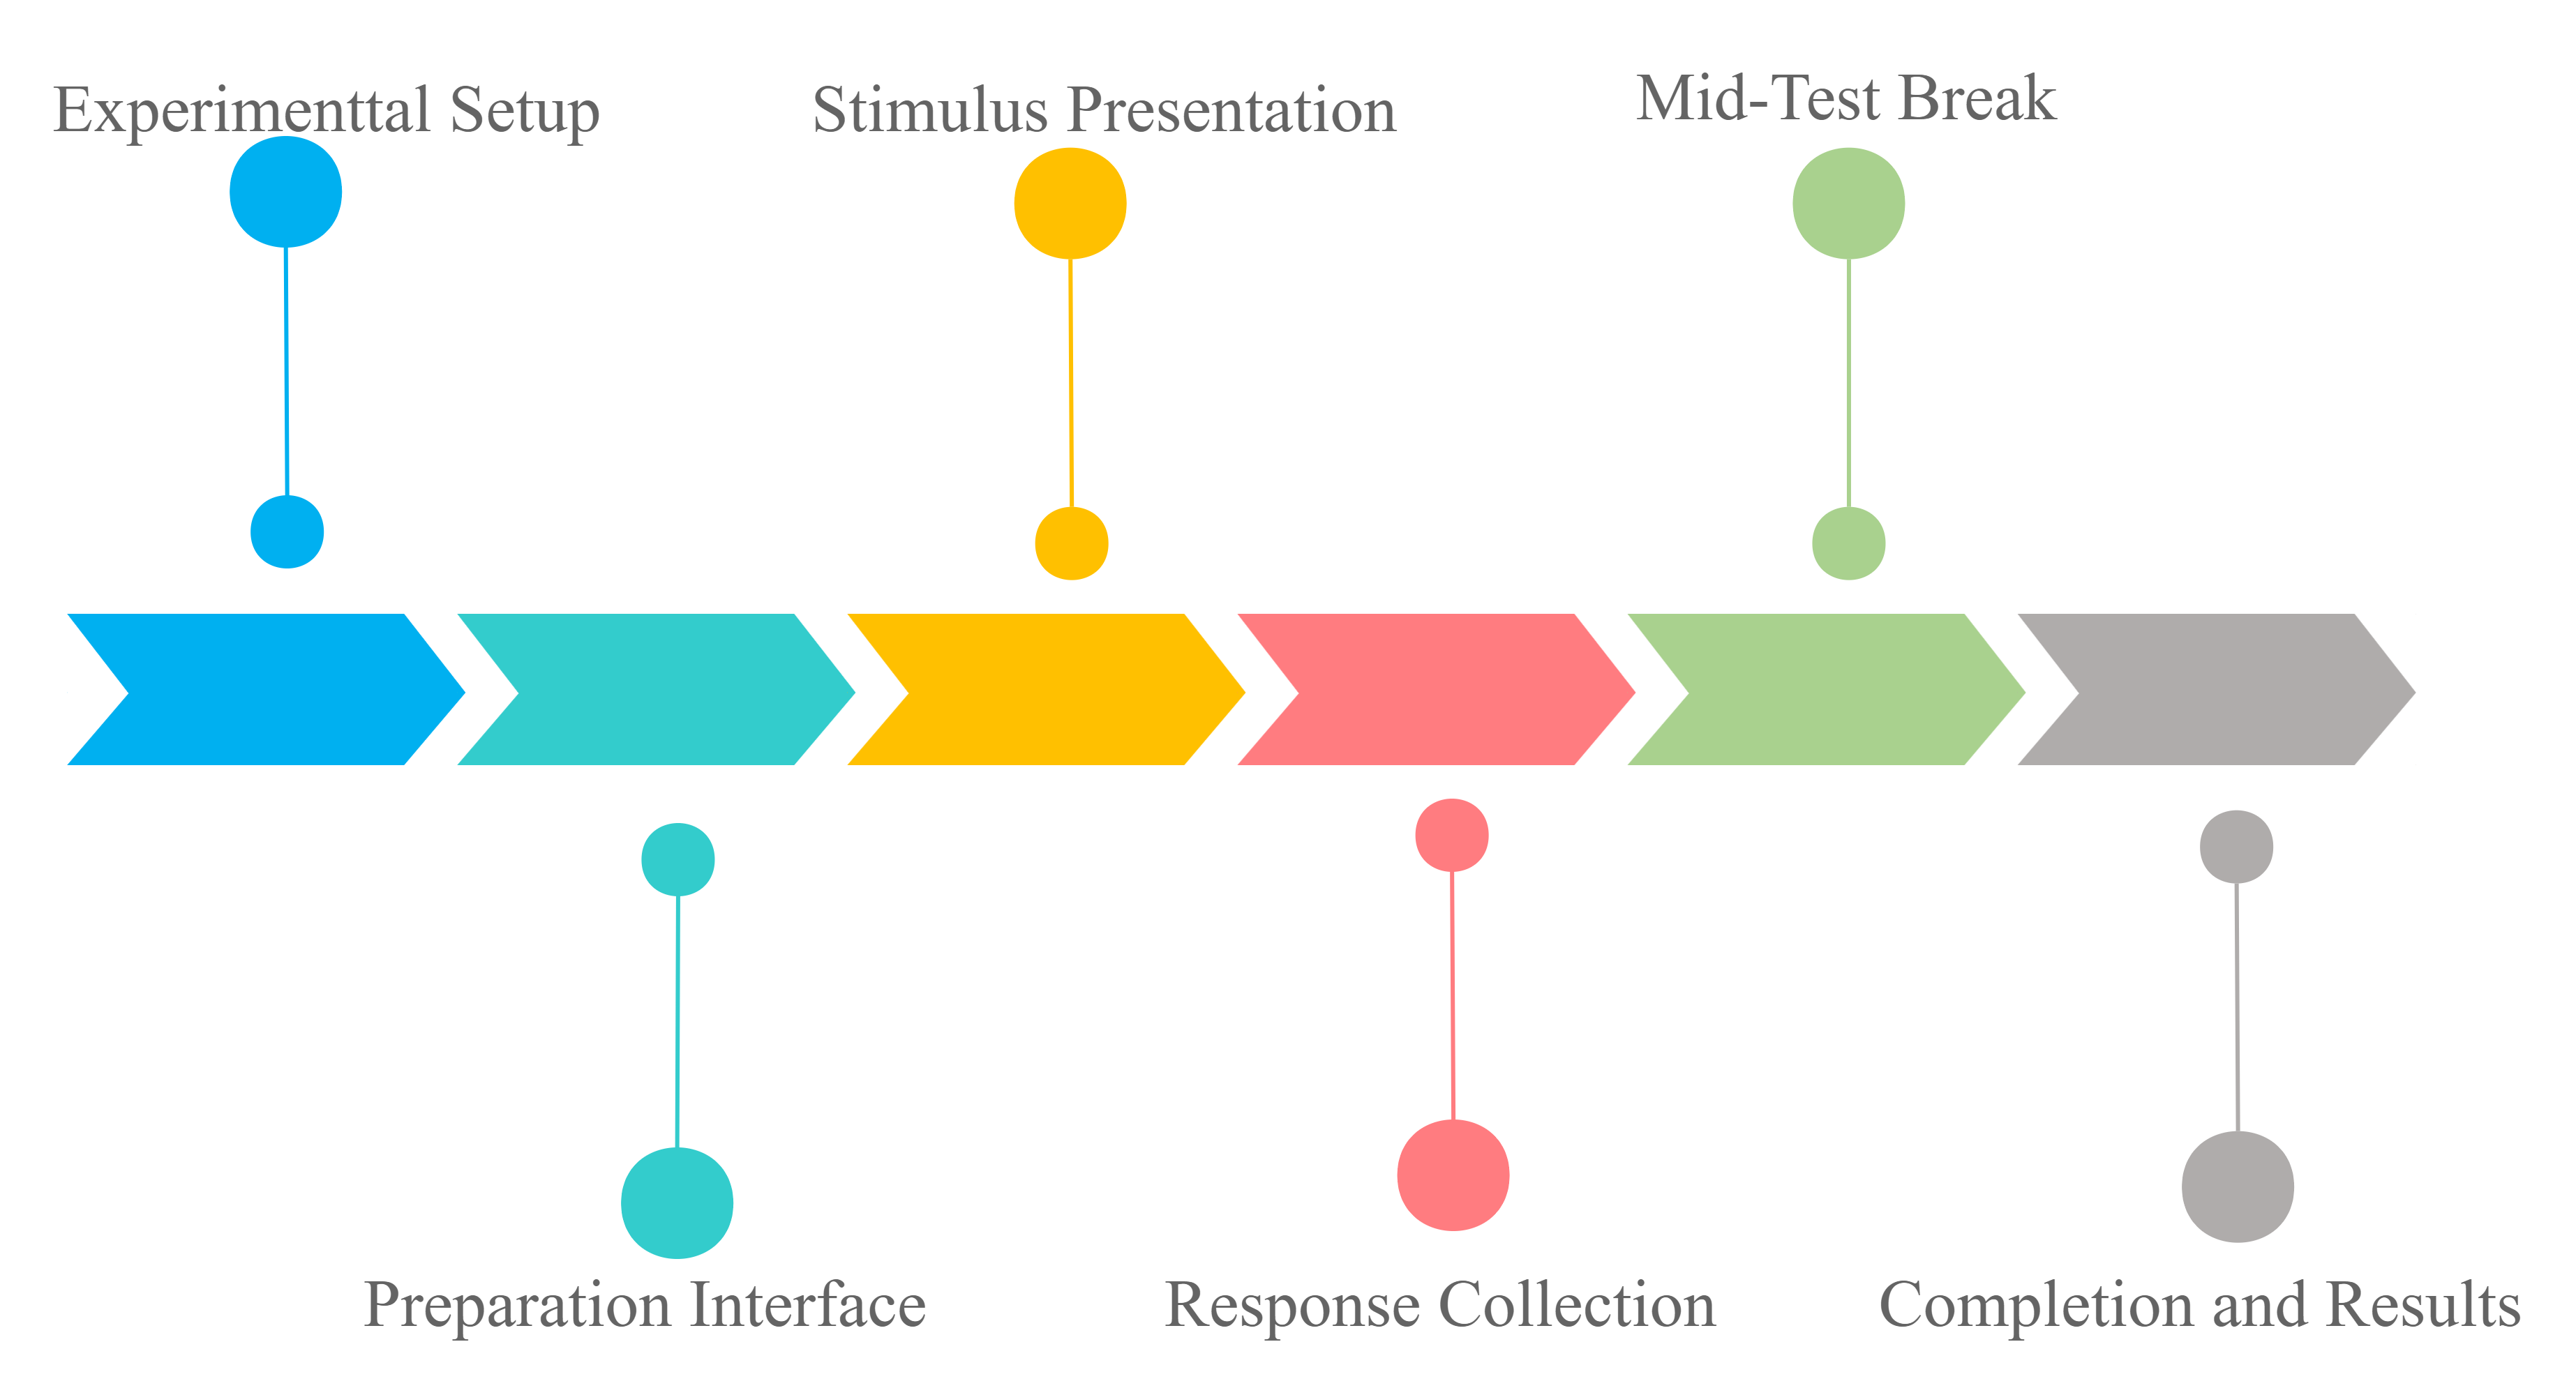 Experimenttal Setup
Stimulus Presentation
Mid-Test Break
Preparation Interface
Response Collection
Completion and Results